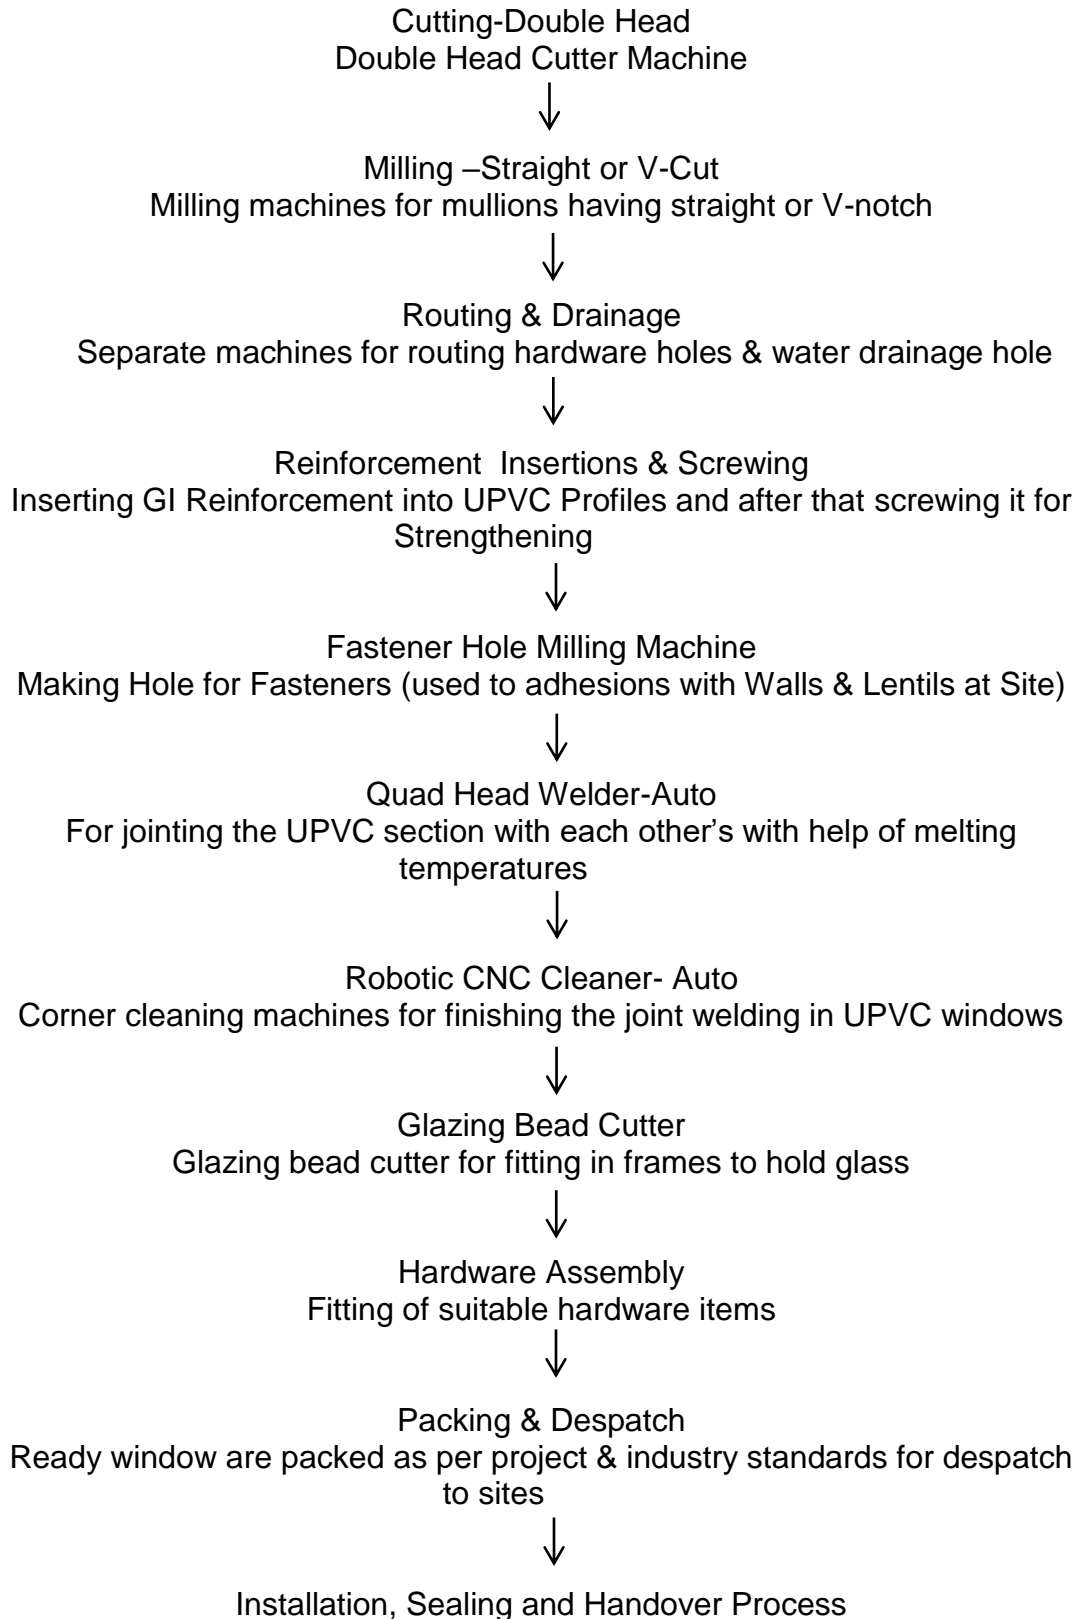 Cutting-Double Head
Double Head Cutter Machine
Milling –Straight or V-Cut
Milling machines for mullions having straight or V-notch
Routing & Drainage
Separate machines for routing hardware holes & water drainage hole
Reinforcement  Insertions & Screwing
Inserting GI Reinforcement into UPVC Profiles and after that screwing it for
Strengthening
Fastener Hole Milling Machine
Making Hole for Fasteners (used to adhesions with Walls & Lentils at Site)
Quad Head Welder-Auto
For jointing the UPVC section with each other’s with help of melting
temperatures
Robotic CNC Cleaner- Auto
Corner cleaning machines for finishing the joint welding in UPVC windows
Glazing Bead Cutter
Glazing bead cutter for fitting in frames to hold glass
Hardware Assembly
Fitting of suitable hardware items
Packing & Despatch
Ready window are packed as per project & industry standards for despatch
to sites
Installation, Sealing and Handover Process